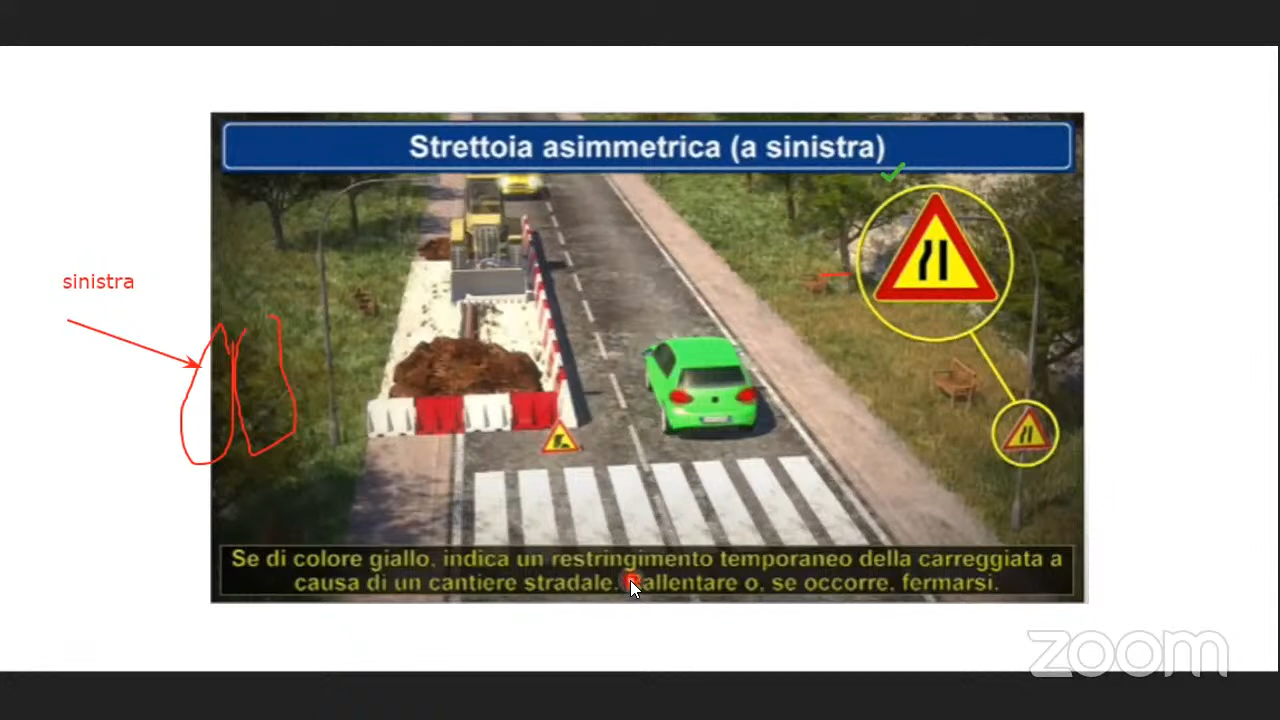 Strettoia asimmetrica (a sinistra)
sinistra
Se di colore giallo, indica un restringimento temporaneo della carreggiata a
causa di un cantiere stradale. Rallentare o, se occorre, fermarsi.
zoom